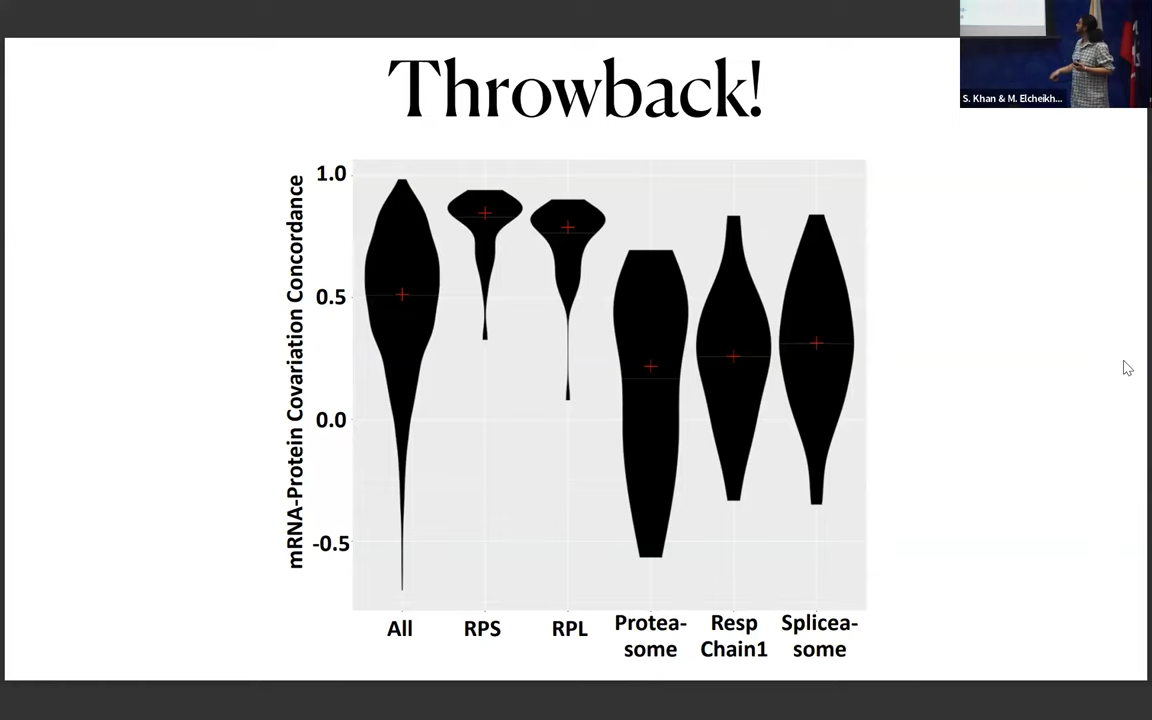 Throwback!
S. Khan & M. Elcheikh...
mRNA-Protein Covariation Concordance
1.0
0.5
0.0
-0.5
All
RPS
RPL
Protea-
some
Resp
Chain1
Splicea-
some